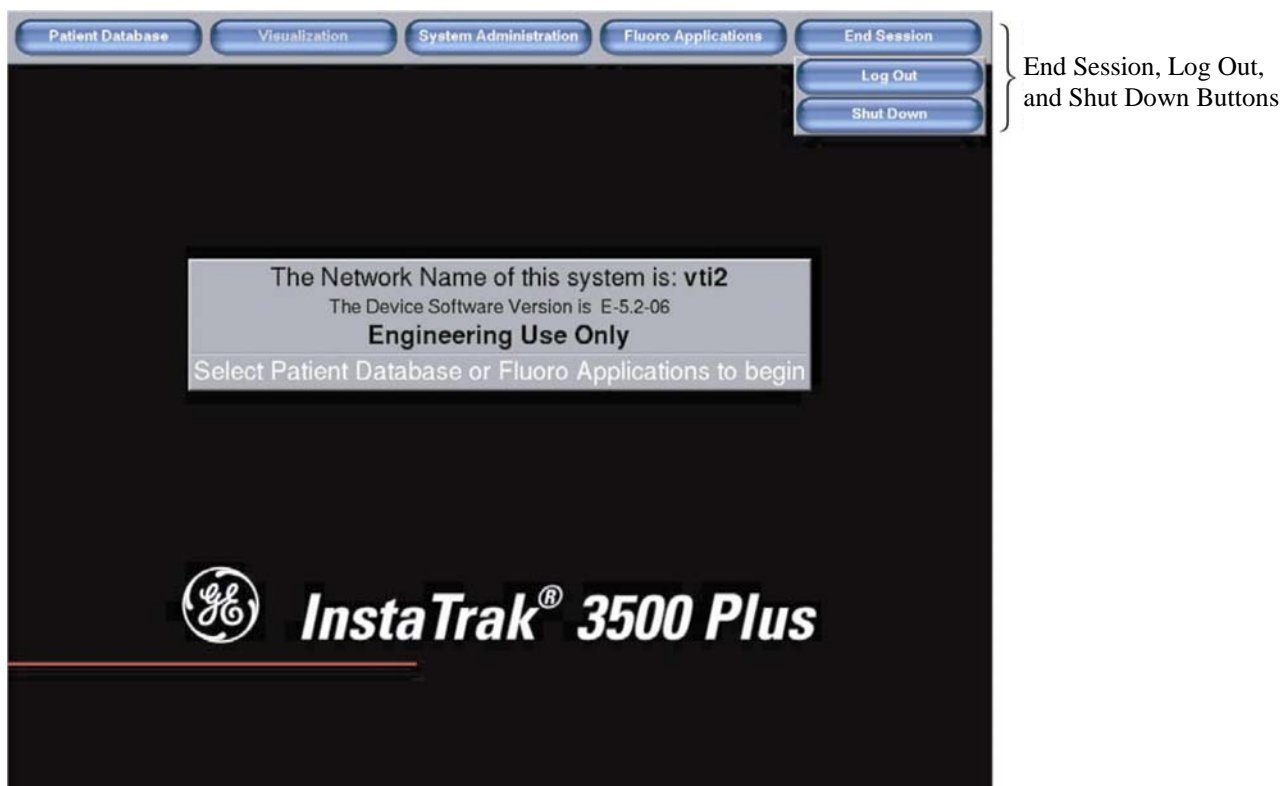 Patient Database Visualization System Administration Fluoro Applications End Session
Log Out
Shut Down
End Session, Log Out,
and Shut Down Buttons
The Network Name of this system is: vti2
The Device Software Version is E-5.2-06
Engineering Use Only
Select Patient Database or Fluoro Applications to begin
GE InstaTrak® 3500 Plus